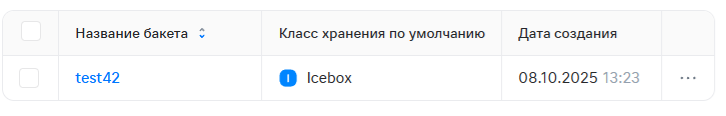 Название бакета Класс хранения по умолчанию Дата создания
test42 I Icebox 08.10.2025 13:23 ...